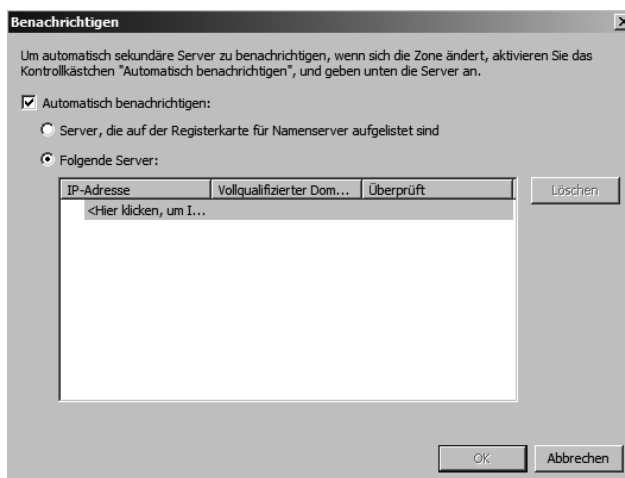 Benachrichtigen
Um automatisch sekundäre Server zu benachrichtigen, wenn sich die Zone ändert, aktivieren Sie das
Kontrollkästchen "Automatisch benachrichtigen", und geben unten die Server an.
Automatisch benachrichtigen:
Server, die auf der Registerkarte für Namenserver aufgelistet sind
Folgende Server:
IP-Adresse Vollqualifizierter Dom... Überprüft Löschen
<Hier klicken, um I...
OK Abbrechen